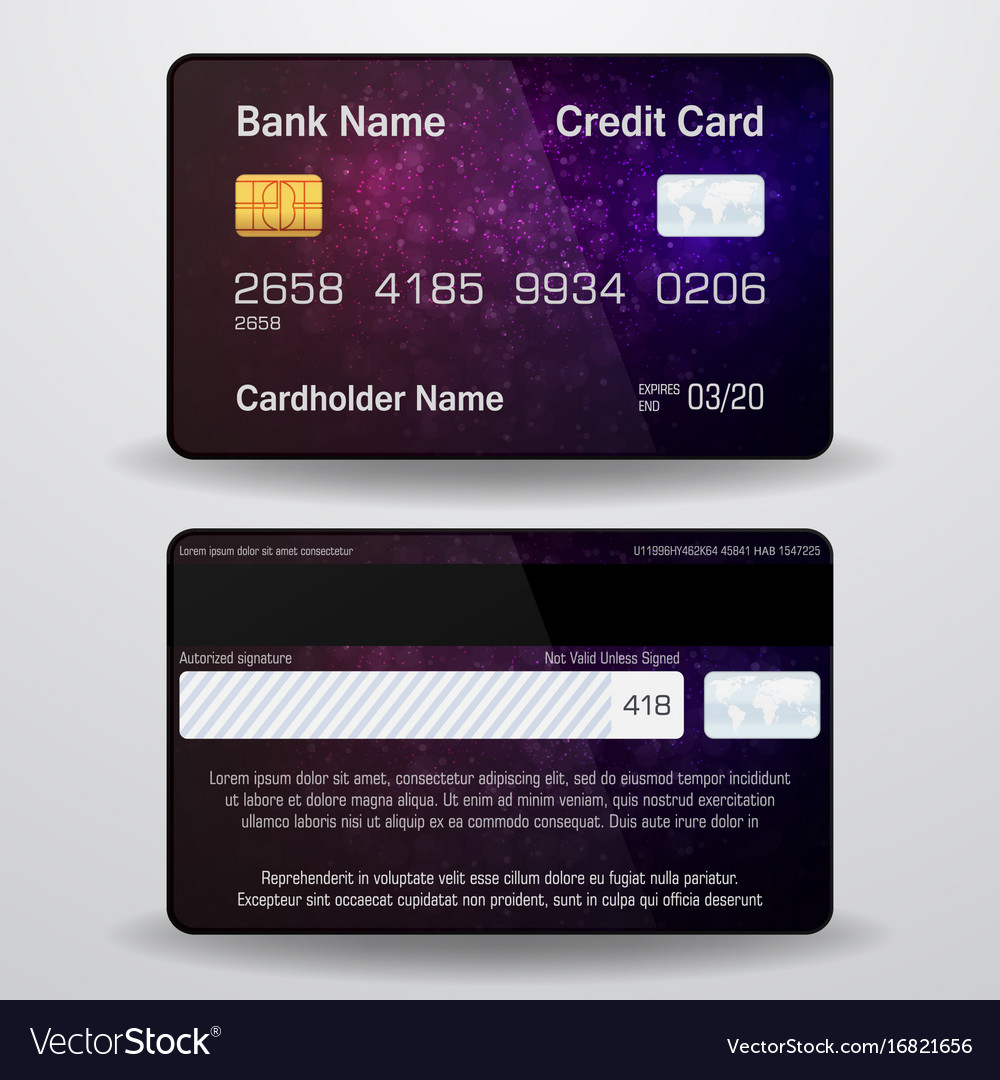 Bank Name Credit Card
2658 4185 9934 0206
2658
Cardholder Name EXPIRES END 03/20
Lorem ipsum dolor sit amet consectetur U11996HY462K64 45841 HAB 1547225
Autorized signature Not Valid Unless Signed
418
Lorem ipsum dolor sit amet, consectetur adipiscing elit, sed do eiusmod tempor incididunt
ut labore et dolore magna aliqua. Ut enim ad minim veniam, quis nostrud exercitation
ullamco laboris nisi ut aliquip ex ea commodo consequat. Duis aute irure dolor in
Reprehenderit in voluptate velit esse cillum dolore eu fugiat nulla pariatur.
Excepteur sint occaecat cupidatat non proident, sunt in culpa qui officia deserunt
VectorStock® VectorStock.com/16821656